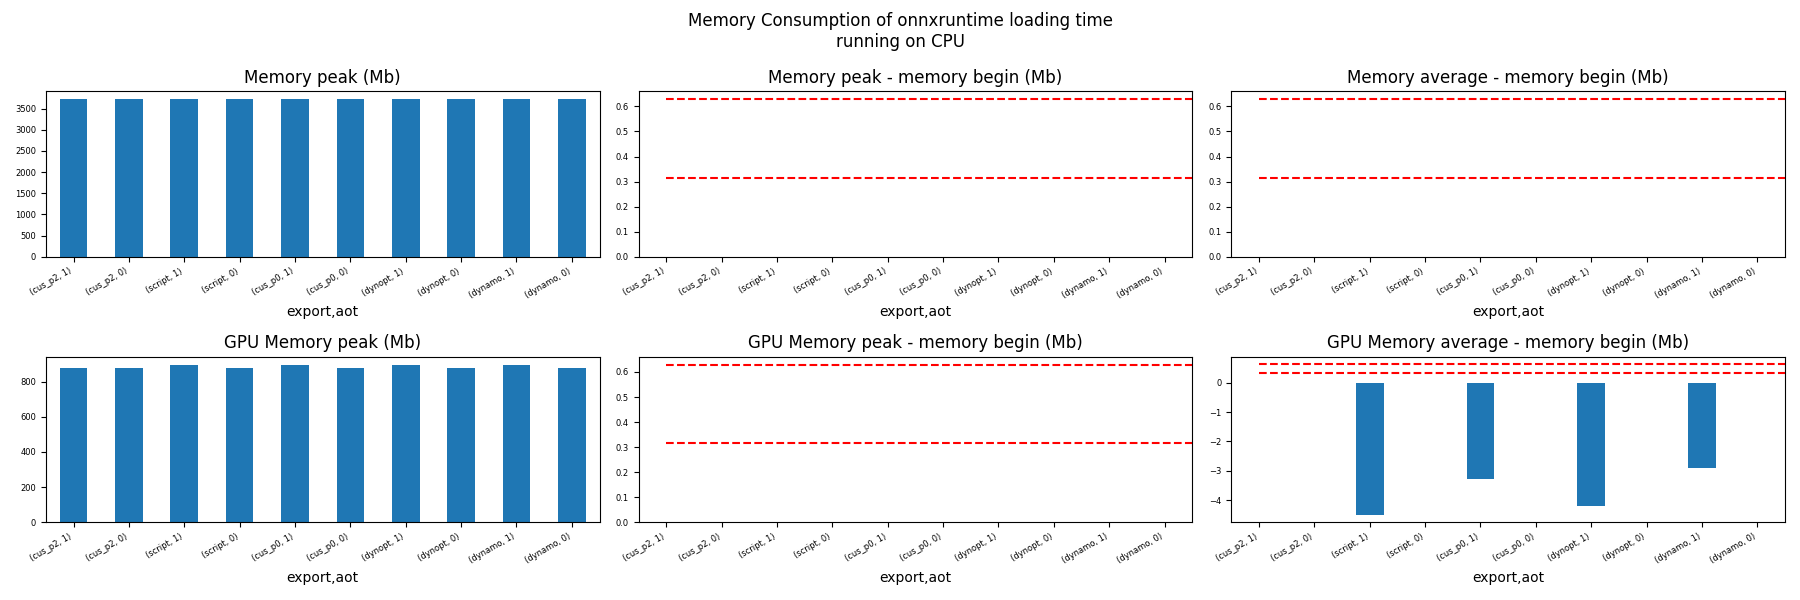 Memory Consumption of onnxruntime loading time
running on CPU
Memory peak (Mb)
3500
3000
2500
2000
1500
1000
500
0
(cus_p2, 1)
(cus_p2, 0)
(script, 1)
(script, 0)
(cus_p0, 1)
(cus_p0, 0)
(dynopt, 1)
(dynopt, 0)
(dynamo, 1)
(dynamo, 0)
export,aot
Memory peak - memory begin (Mb)
0.6
0.5
0.4
0.3
0.2
0.1
0.0
(cus_p2, 1)
(cus_p2, 0)
(script, 1)
(script, 0)
(cus_p0, 1)
(cus_p0, 0)
(dynopt, 1)
(dynopt, 0)
(dynamo, 1)
(dynamo, 0)
export,aot
Memory average - memory begin (Mb)
0.6
0.5
0.4
0.3
0.2
0.1
0.0
(cus_p2, 1)
(cus_p2, 0)
(script, 1)
(script, 0)
(cus_p0, 1)
(cus_p0, 0)
(dynopt, 1)
(dynopt, 0)
(dynamo, 1)
(dynamo, 0)
export,aot
GPU Memory peak (Mb)
800
600
400
200
0
(cus_p2, 1)
(cus_p2, 0)
(script, 1)
(script, 0)
(cus_p0, 1)
(cus_p0, 0)
(dynopt, 1)
(dynopt, 0)
(dynamo, 1)
(dynamo, 0)
export,aot
GPU Memory peak - memory begin (Mb)
0.6
0.5
0.4
0.3
0.2
0.1
0.0
(cus_p2, 1)
(cus_p2, 0)
(script, 1)
(script, 0)
(cus_p0, 1)
(cus_p0, 0)
(dynopt, 1)
(dynopt, 0)
(dynamo, 1)
(dynamo, 0)
export,aot
GPU Memory average - memory begin (Mb)
0
−1
−2
−3
−4
(cus_p2, 1)
(cus_p2, 0)
(script, 1)
(script, 0)
(cus_p0, 1)
(cus_p0, 0)
(dynopt, 1)
(dynopt, 0)
(dynamo, 1)
(dynamo, 0)
export,aot